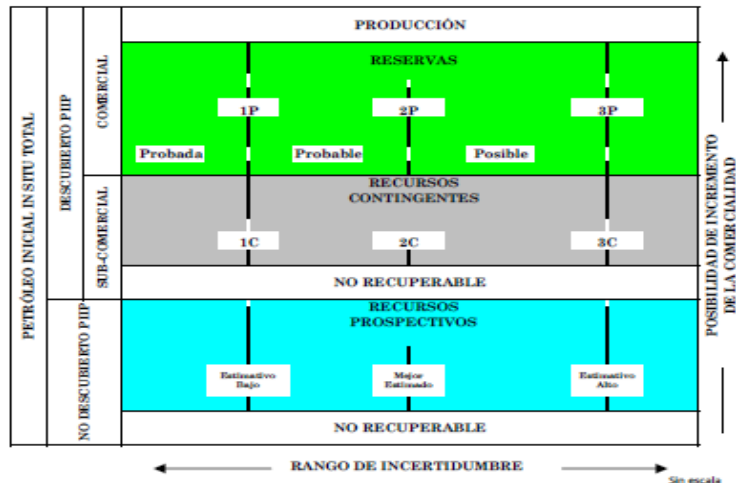 PRODUCCIÓN
RESERVAS
1P
2P
3P
Probada
Probable
Posible
RECURSOS
CONTINGENTES
1C
2C
3C
NO RECUPERABLE
RECURSOS
PROSPECTIVOS
Estimativo
Bajo
Mejor
Estimado
Estimativo
Alto
NO RECUPERABLE
RANGO DE INCERTIDUMBRE
Sin escala
PETRÓLEO INICIAL IN SITU TOTAL
DESCUBIERTO PIIP
NO DESCUBIERTO PIIP
COMERCIAL
SUB-COMERCIAL
POSIBILIDAD DE INCREMENTO
DE LA COMERCIALIDAD